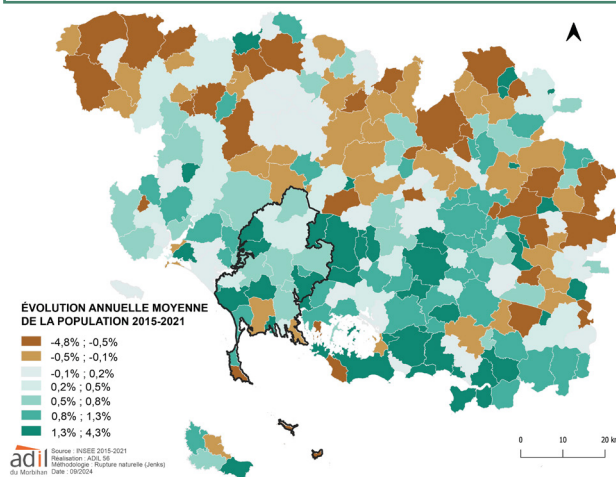 ÉVOLUTION ANNUELLE MOYENNE
DE LA POPULATION 2015-2021
-4,8% ; -0,5%
-0,5% ; -0,1%
-0,1% ; 0,2%
0,2% ; 0,5%
0,5% ; 0,8%
0,8% ; 1,3%
1,3% ; 4,3%
adil
du Morbihan
Source : INSEE 2015-2021
Réalisation : ADIL 56
Méthodologie : Rupture naturelle (Jenks)
Date : 09/2024
0 10 20 km